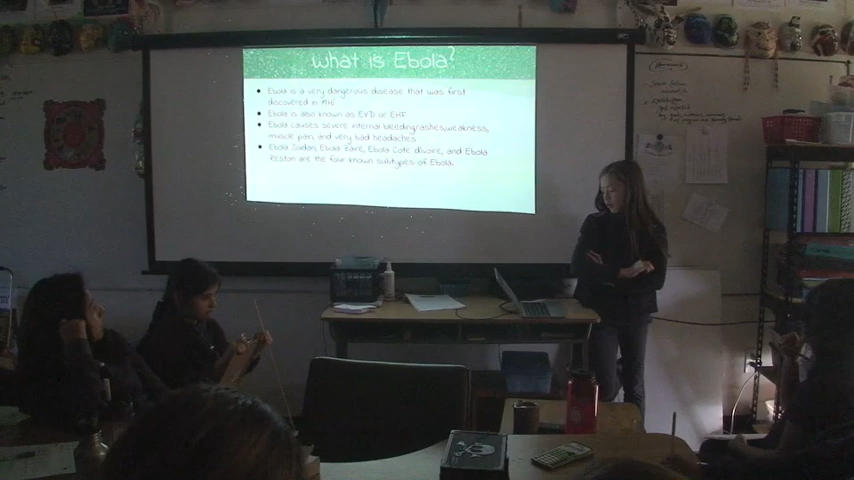 what is Ebola?
● Ebola is a very dangerous disease that was first
discovered in 1976
● Ebola is also known as EVD or EHF
● Ebola causes severe internal bleeding,rashes,weakness,
muscle pain, and very bad headaches
● Ebola Sudan, Ebola Zaire, Ebola Cote divoire, and Ebola
Reston are the four known subtypes of Ebola.